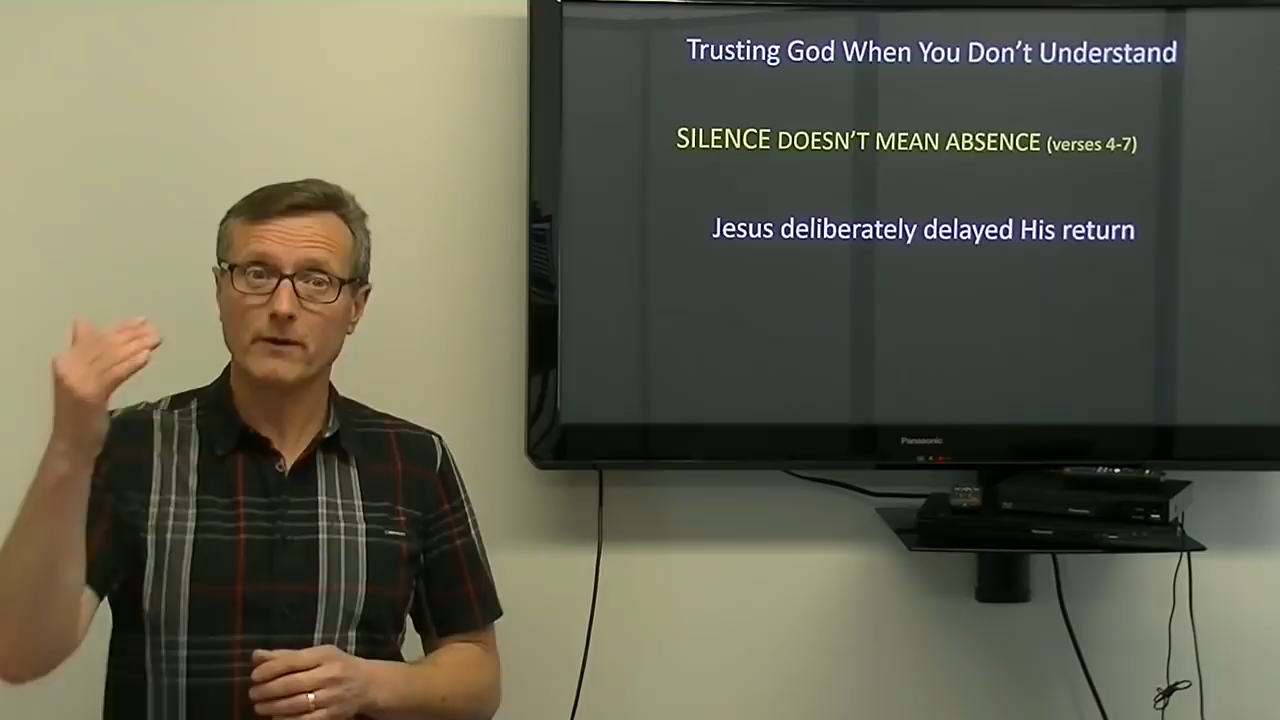 Trusting God When You Don't Understand
SILENCE DOESN'T MEAN ABSENCE (verses 4-7)
Jesus deliberately delayed His return
Panasonic